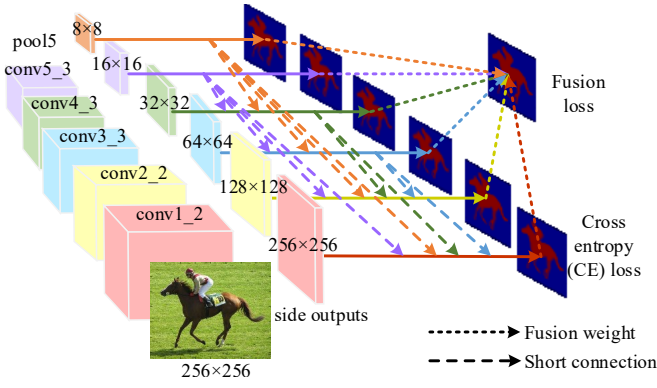 8×8
pool5
conv5_3
16×16
conv4_3
32×32
conv3_3
64×64
conv2_2
128×128
conv1_2
256×256
Fusion
loss
Cross
entropy
(CE) loss
side outputs
256×256
Fusion weight
Short connection